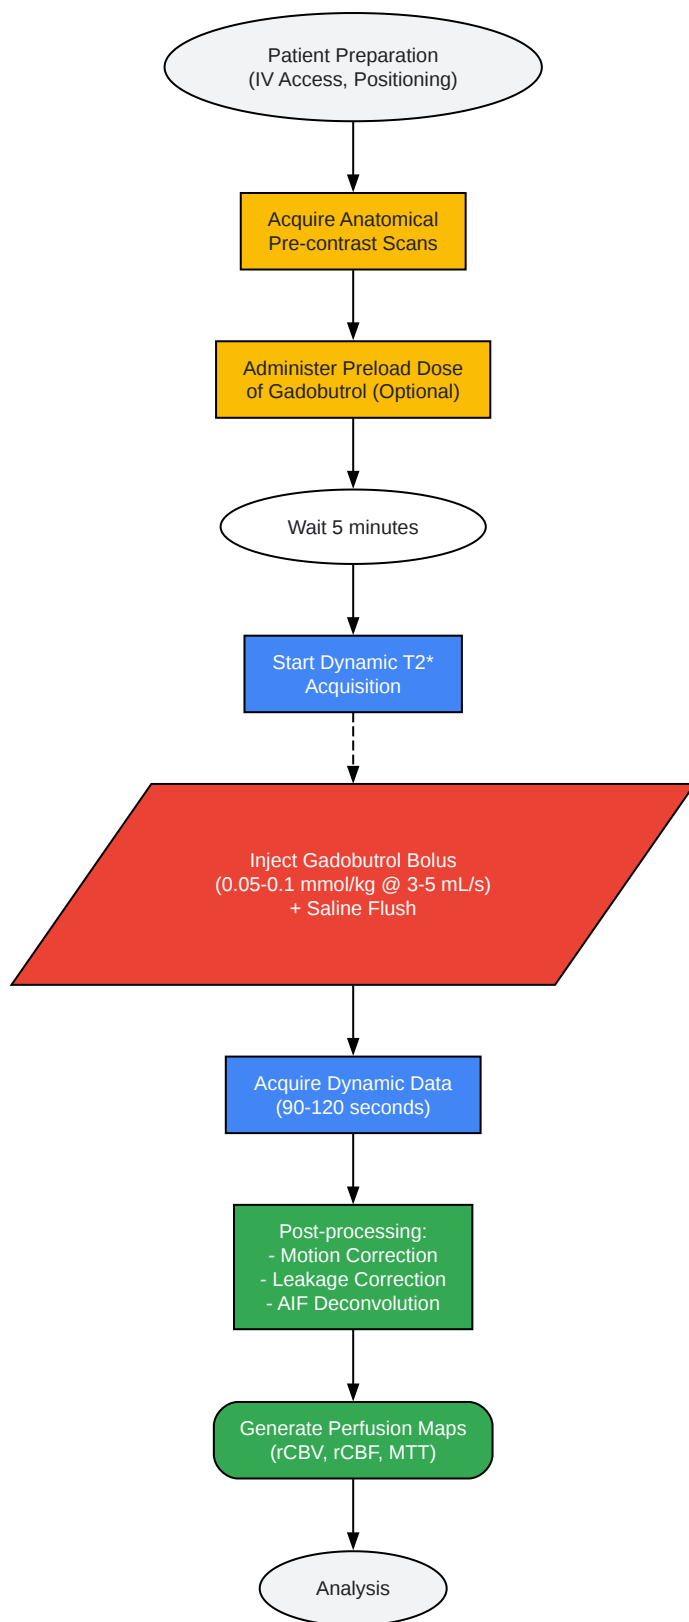 Patient Preparation
(IV Access, Positioning)
Acquire Anatomical
Pre-contrast Scans
Administer Preload Dose
of Gadobutrol (Optional)
Wait 5 minutes
Start Dynamic T2*
Acquisition
Inject Gadobutrol Bolus
(0.05-0.1 mmol/kg @ 3-5 mL/s)
+ Saline Flush
Acquire Dynamic Data
(90-120 seconds)
Post-processing:
- Motion Correction
- Leakage Correction
- AIF Deconvolution
Generate Perfusion Maps
(rCBV, rCBF, MTT)
Analysis